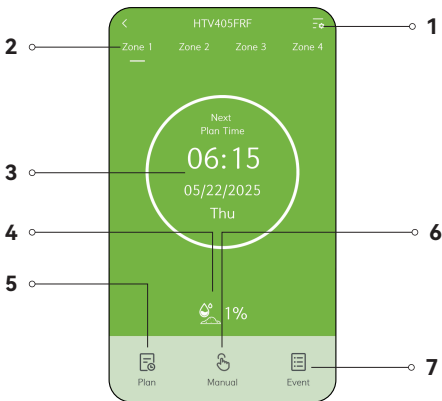 HTV405FRF
1
2
Zone 1 Zone 2 Zone 3 Zone 4
Next
Plan Time
3
06:15
05/22/2025
Thu
4
6
5
1%
7
Plan Manual Event